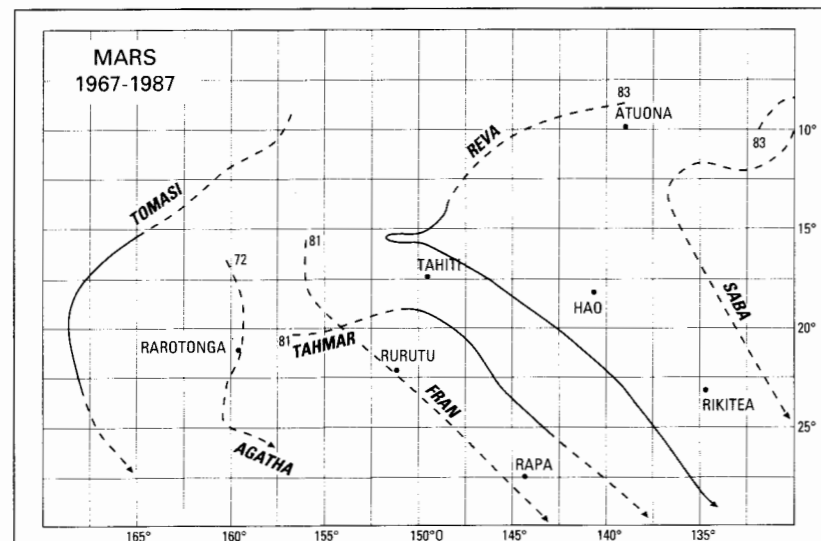 MARS
1967-1987
83
ATUONA
REVA
10°
83
TOMASI
15°
81
72
TAHITI
HAO
SABA
20°
RAROTONGA
81
TAHMAR
RURUTU
FRAN
RIKITEA
25°
AGATHA
RAPA
165°
160°
155°
150°O
145°
140°
135°